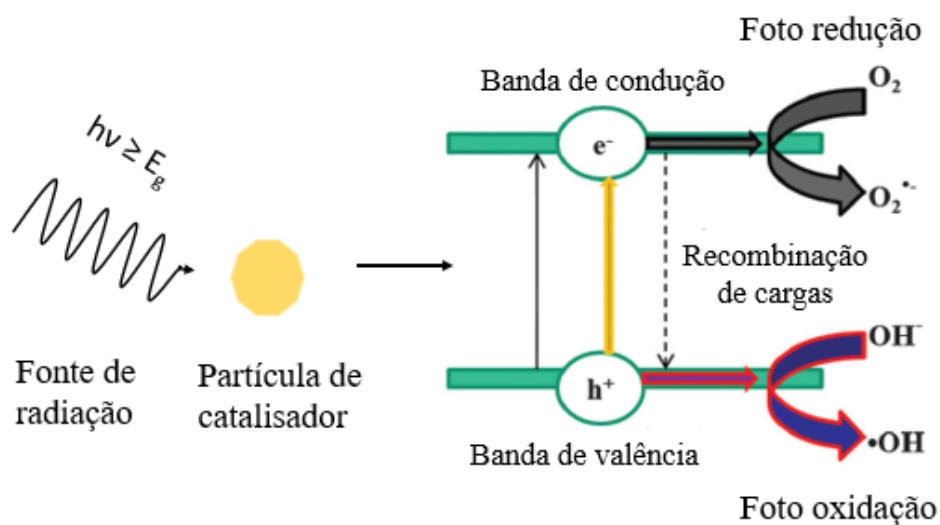 Foto redução
Banda de condução
O₂
hν ≥ E_g
e⁻
O₂•⁻
Recombinação
de cargas
Fonte de
radiação
Partícula de
catalisador
OH⁻
h⁺
Banda de valência
•OH
Foto oxidação